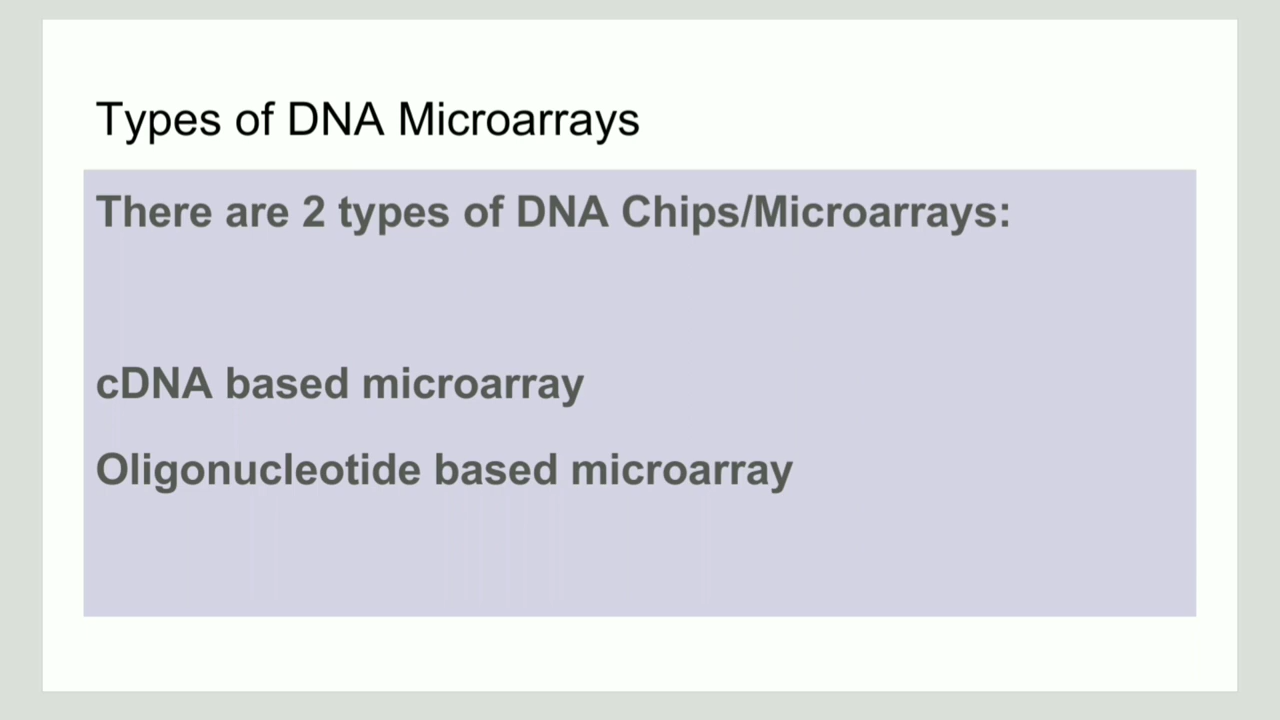 Types of DNA Microarrays
There are 2 types of DNA Chips/Microarrays:
cDNA based microarray
Oligonucleotide based microarray